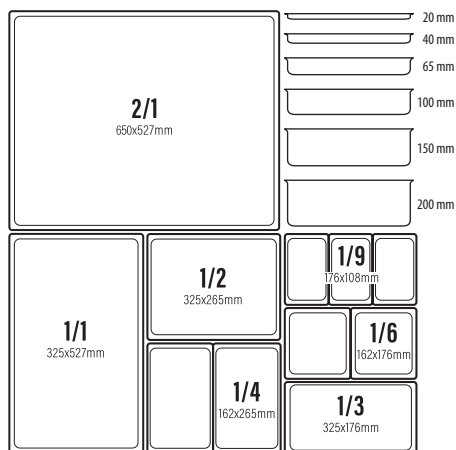 2/1
650x527mm
20 mm
40 mm
65 mm
100 mm
150 mm
200 mm
1/1
325x527mm
1/2
325x265mm
1/4
162x265mm
1/9
176x108mm
1/6
162x176mm
1/3
325x176mm